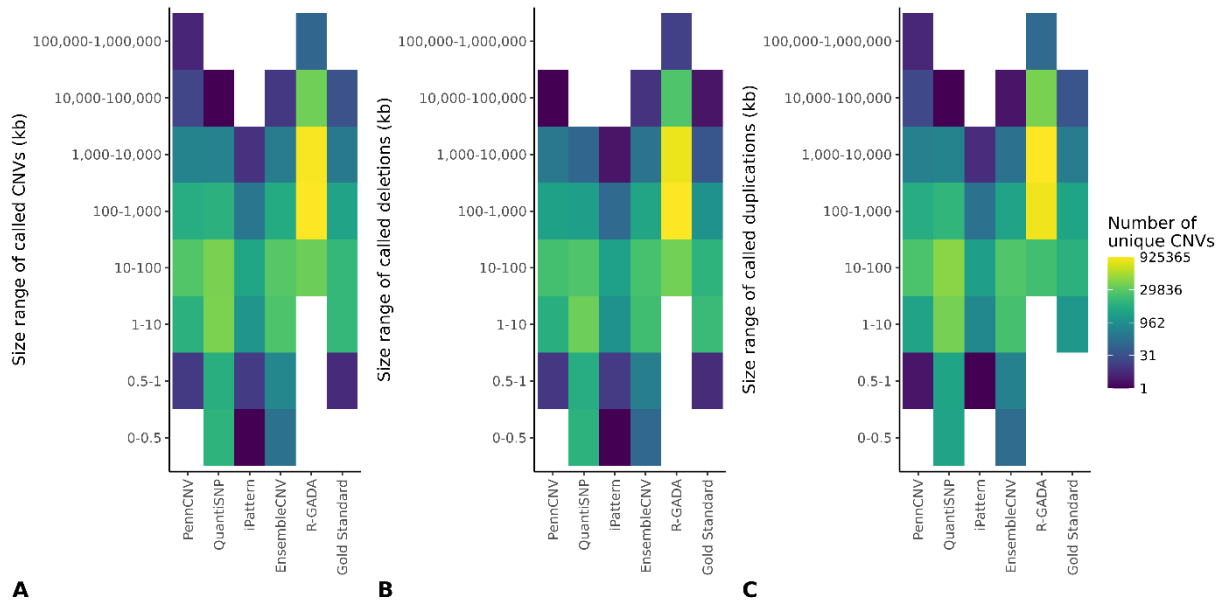 Size range of called CNVs (kb)
100,000-1,000,000
10,000-100,000
1,000-10,000
100-1,000
10-100
1-10
0.5-1
0-0.5
PennCNV
QuantiSNP
iPattern
EnsembleCNV
R-GADA
Gold Standard
A
Size range of called deletions (kb)
100,000-1,000,000
10,000-100,000
1,000-10,000
100-1,000
10-100
1-10
0.5-1
0-0.5
PennCNV
QuantiSNP
iPattern
EnsembleCNV
R-GADA
Gold Standard
B
Size range of called duplications (kb)
100,000-1,000,000
10,000-100,000
1,000-10,000
100-1,000
10-100
1-10
0.5-1
0-0.5
PennCNV
QuantiSNP
iPattern
EnsembleCNV
R-GADA
Gold Standard
C
Number of
unique CNVs
925365
29836
962
31
1